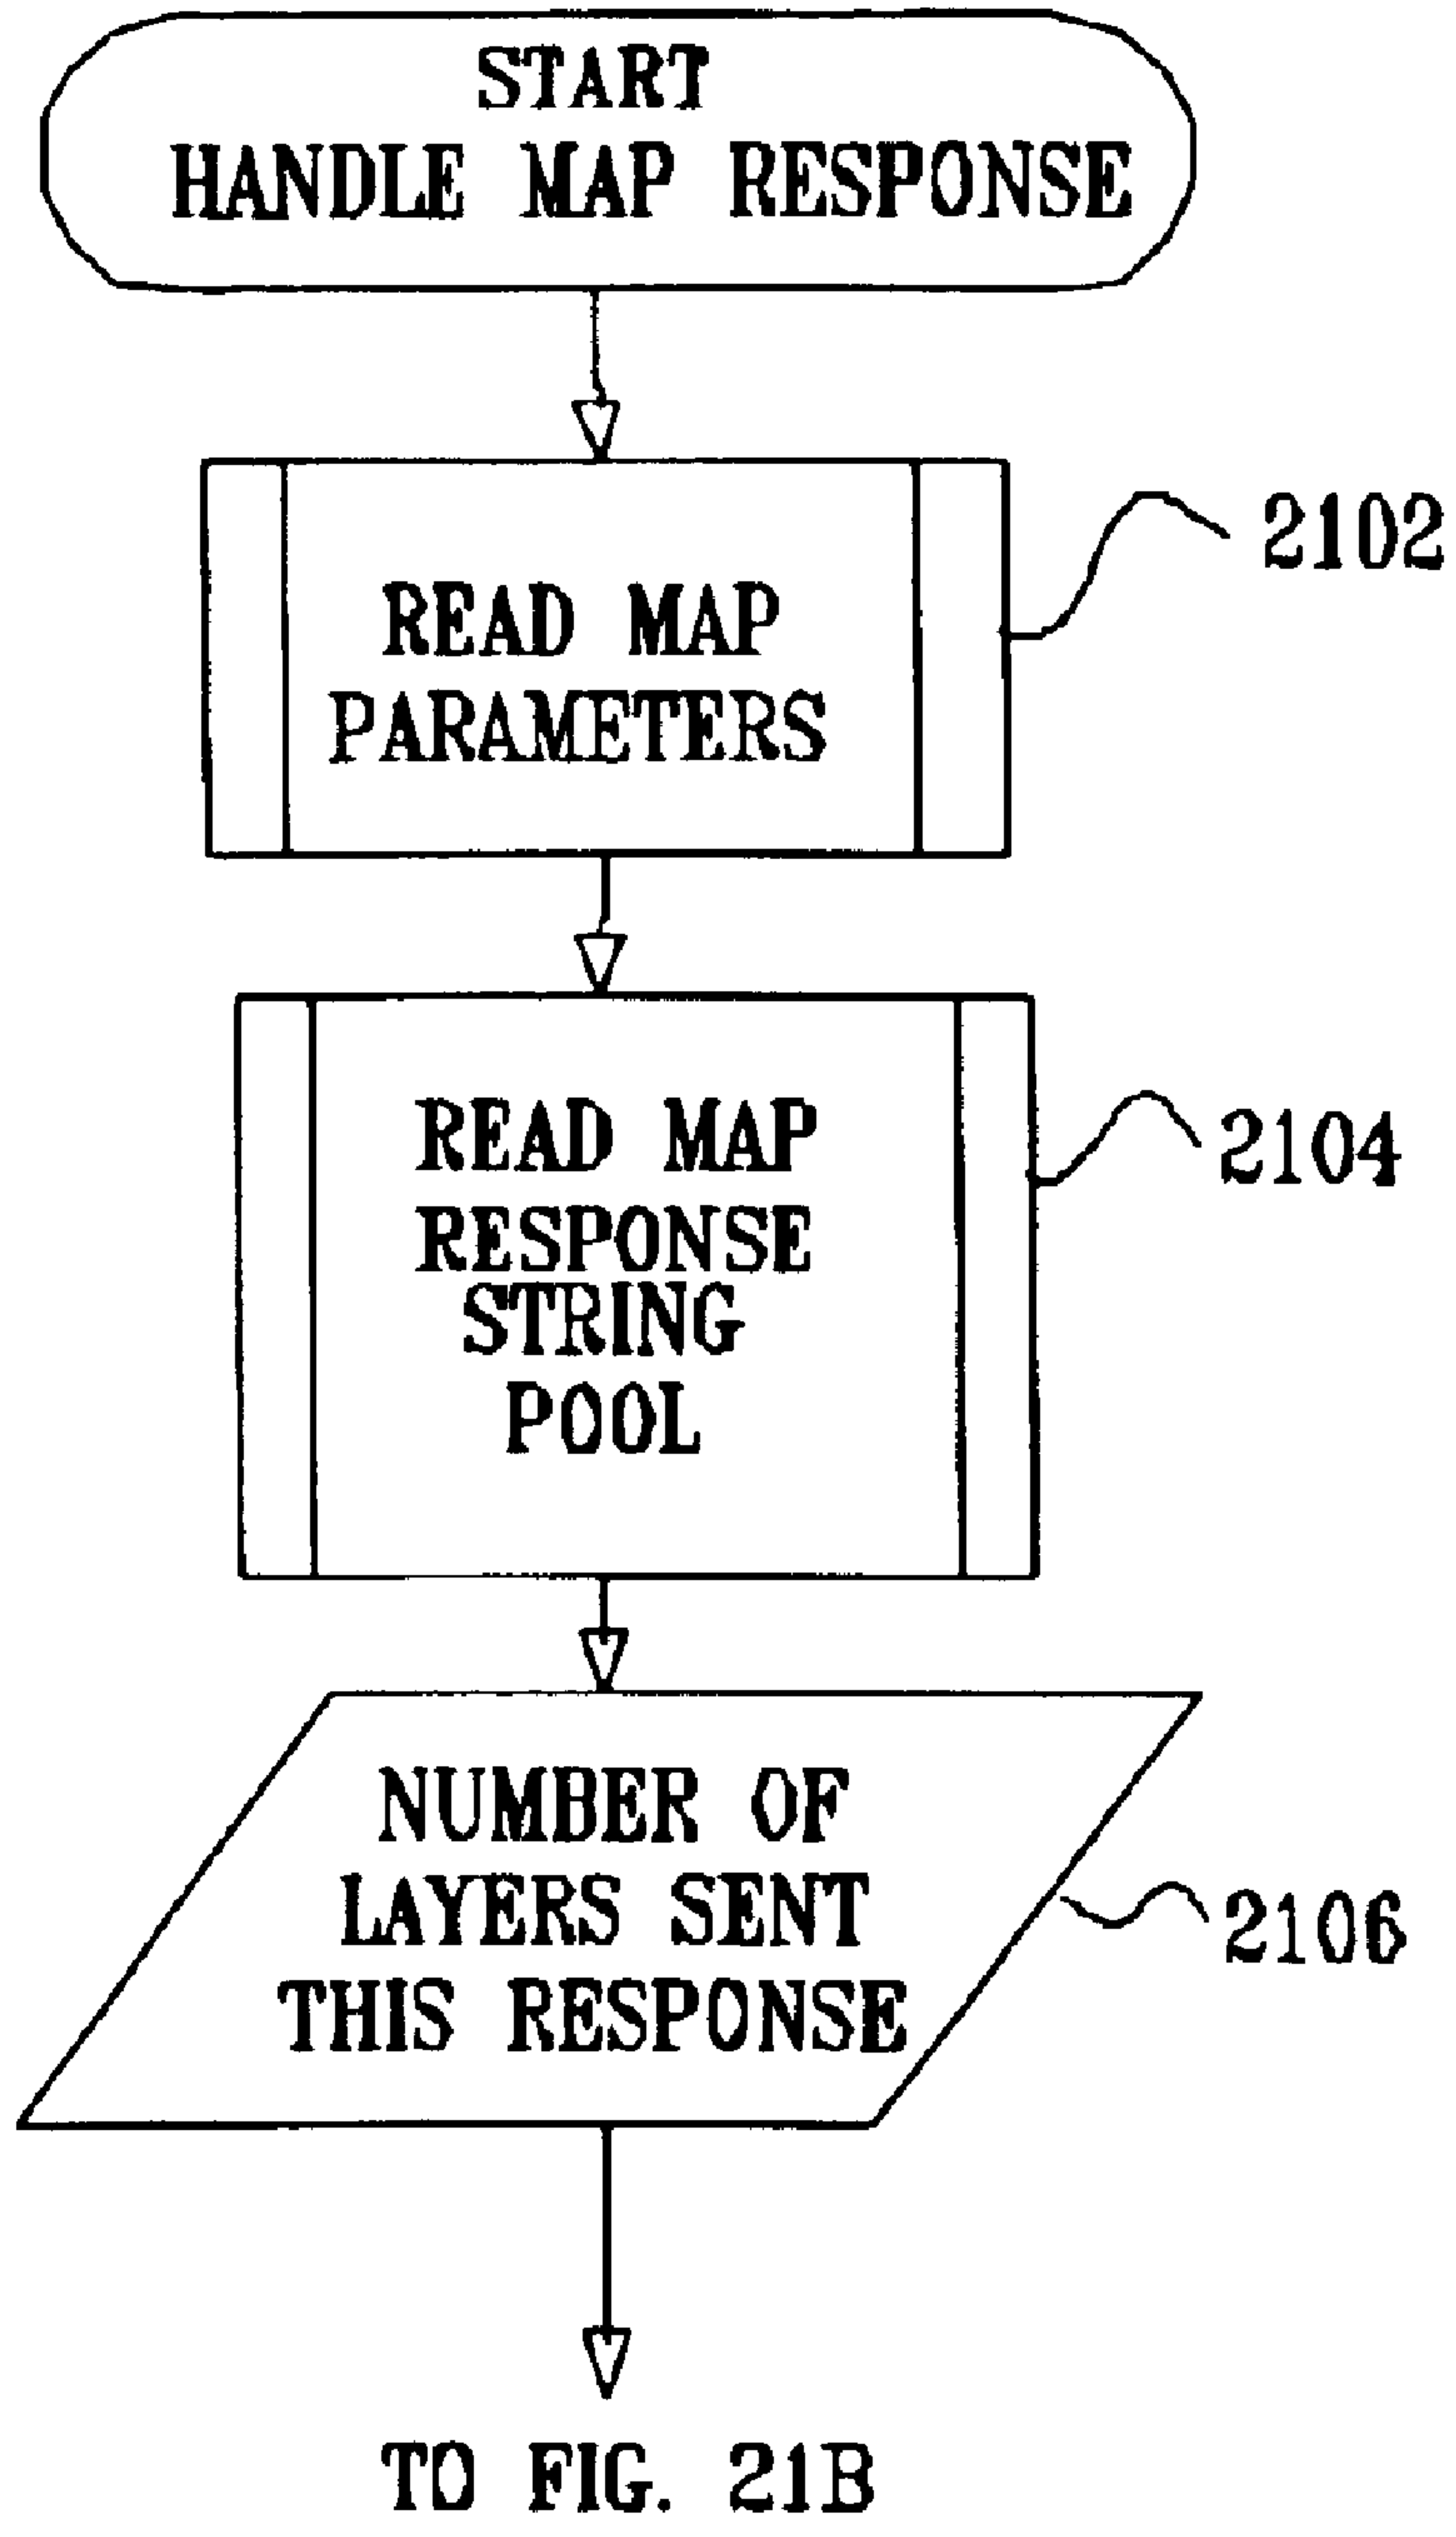 START
HANDLE MAP RESPONSE
2102
READ MAP
PARAMETERS
READ MAP
RESPONSE
STRING
POOL
2104
NUMBER OF
LAYERS SENT
THIS RESPONSE
2106
TO FIG. 21B